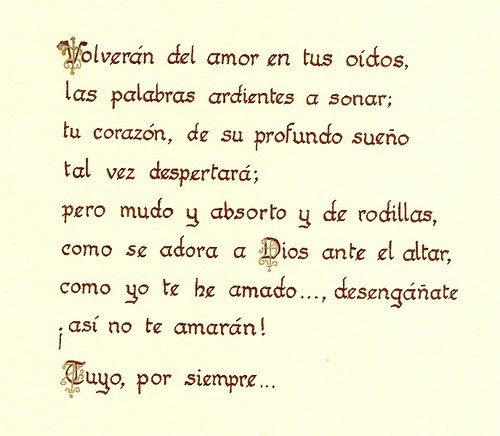 Volverán del amor en tus oídos,
las palabras ardientes a sonar;
tu corazón, de su profundo sueño
tal vez despertará;
pero mudo y absorto y de rodillas,
como se adora a Dios ante el altar,
como yo te he amado..., desengáñate
¡así no te amarán!
Tuyo, por siempre...